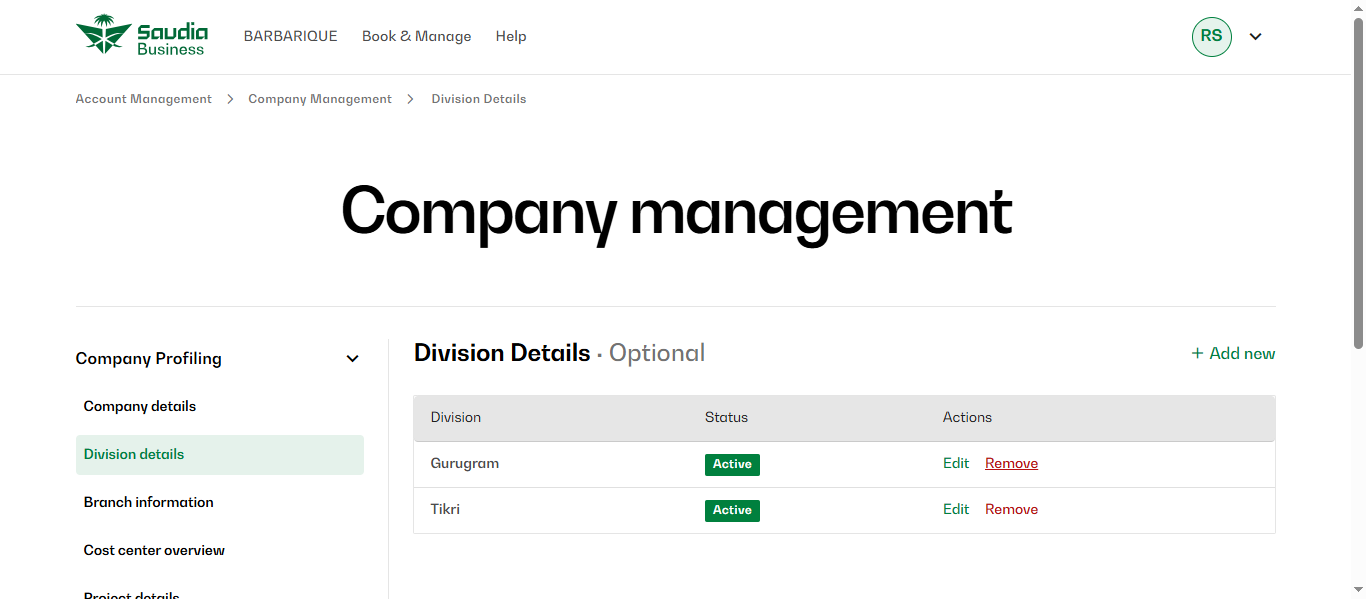 Saudia Business
BARBARIQUE Book & Manage Help RS
Account Management > Company Management > Division Details
Company management
Company Profiling
Company details
Division details
Branch information
Cost center overview
Project details
Division Details · Optional
+ Add new
Division Status Actions
Gurugram Active Edit Remove
Tikri Active Edit Remove